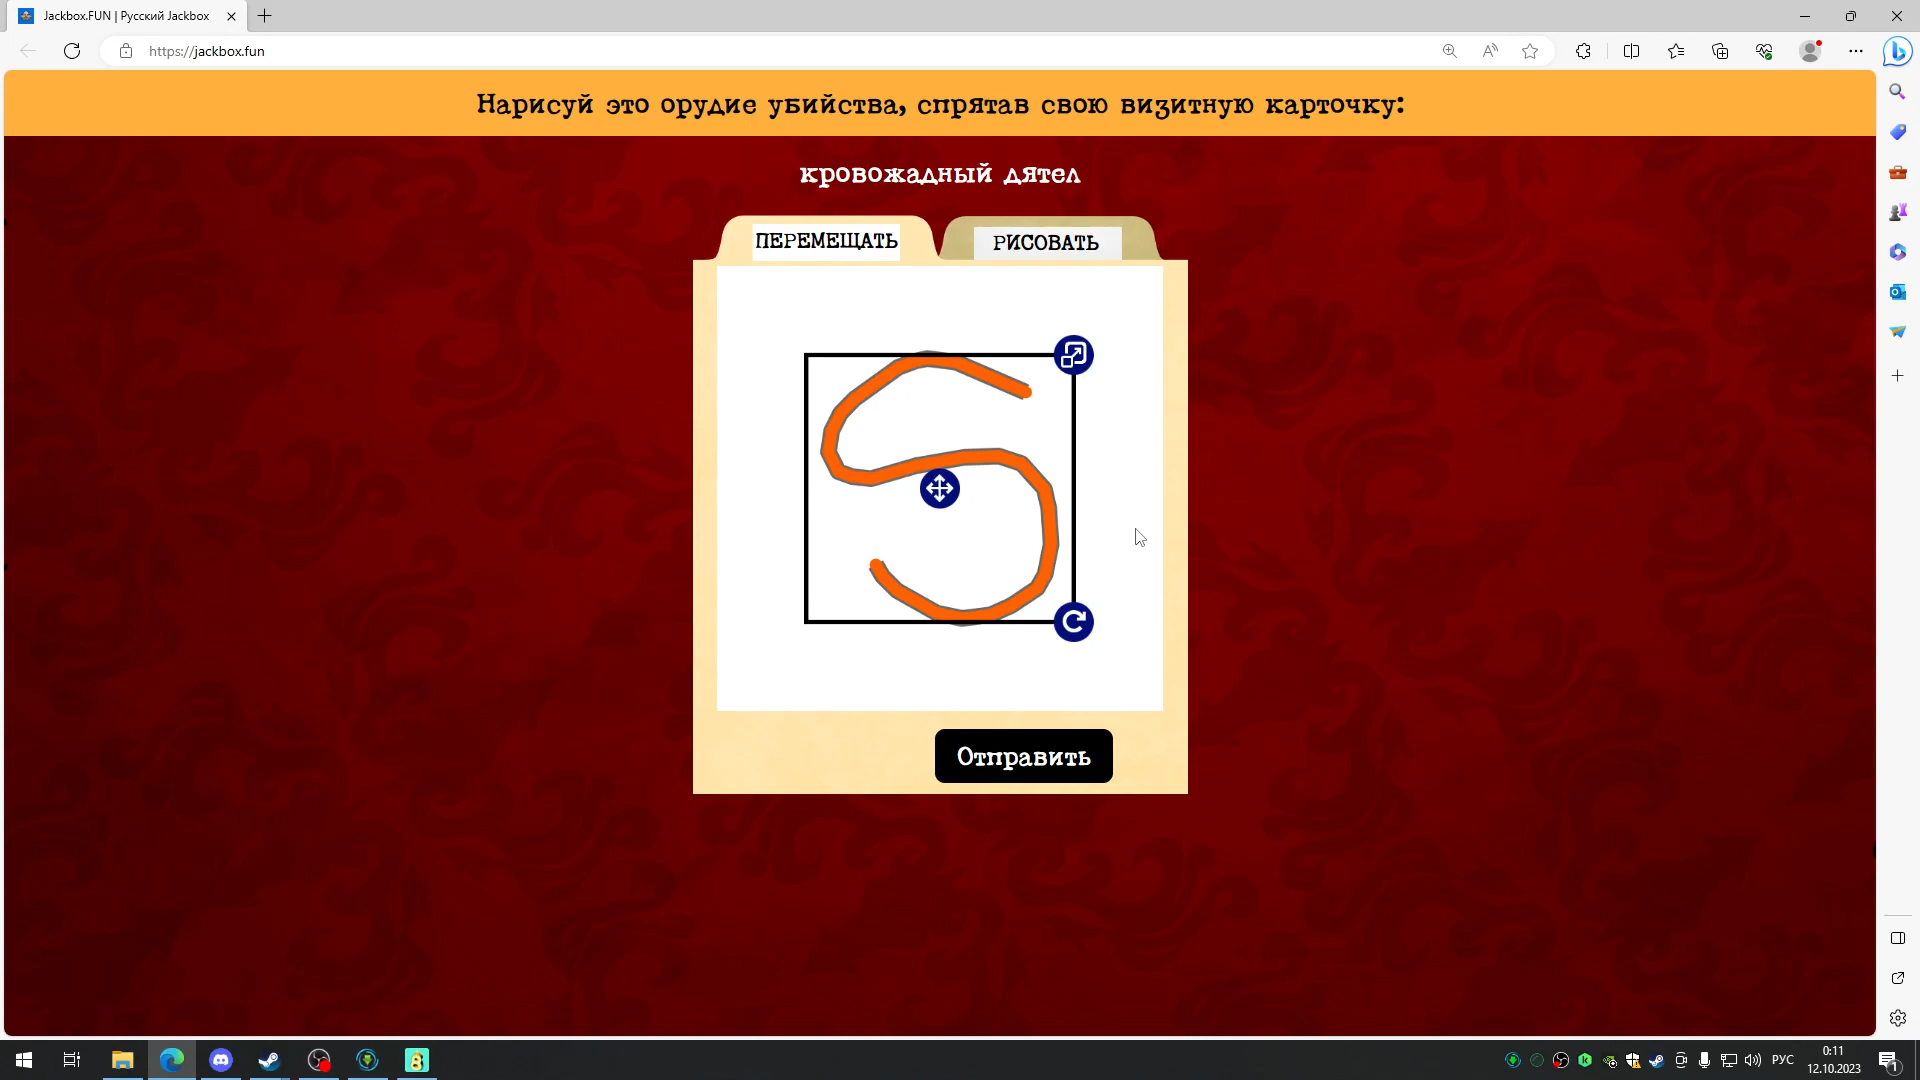 Jackbox.FUN | Русский Jackbox
https://jackbox.fun
Нарисуй это орудие убийства, спрятав свою визитную карточку:
кровожадный дятел
ПЕРЕМЕЩАТЬ
РИСОВАТЬ
Отправить
РУС
0:11
12.10.2023
1